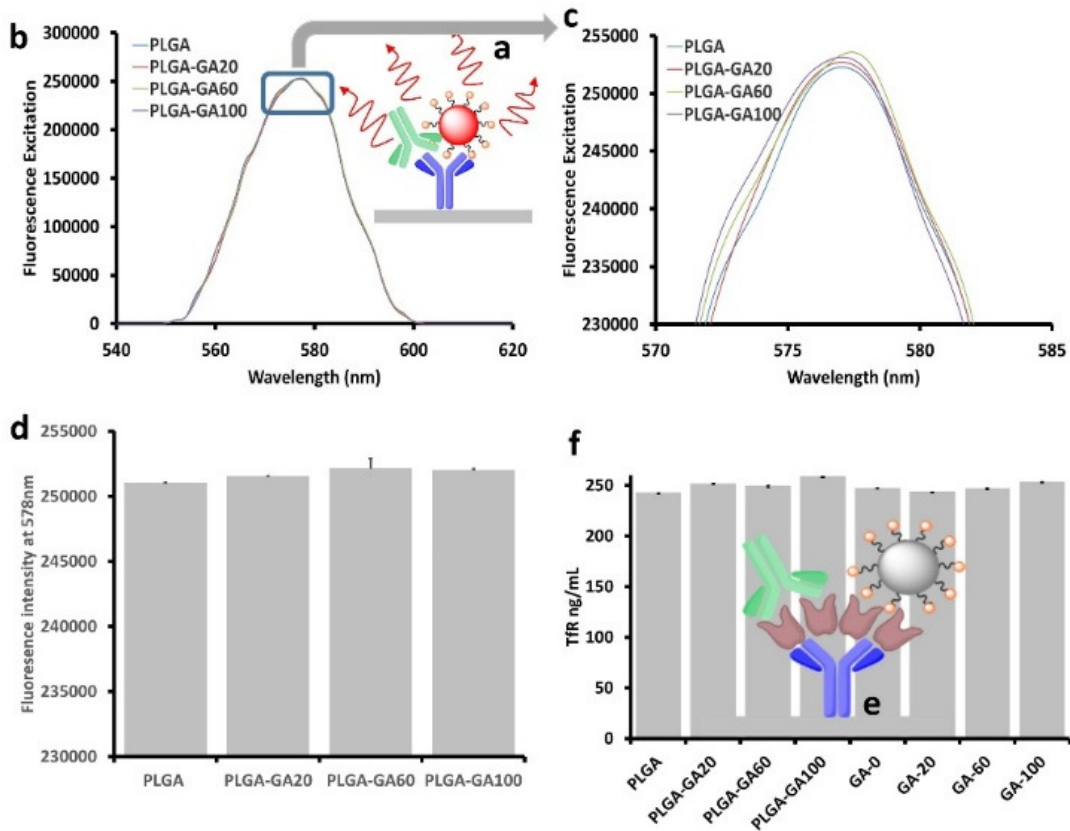 b
PLGA
PLGA-GA20
PLGA-GA60
PLGA-GA100
a
Fluorescence Excitation
300000
250000
200000
150000
100000
50000
0
540
560
580
600
620
Wavelength (nm)
c
PLGA
PLGA-GA20
PLGA-GA60
PLGA-GA100
Fluorescence Excitation
255000
250000
245000
240000
235000
230000
570
575
580
585
Wavelength (nm)
d
Fluoresence intensity at 578nm
255000
250000
245000
240000
235000
230000
PLGA
PLGA-GA20
PLGA-GA60
PLGA-GA100
f
TfR ng/mL
250
200
150
100
50
0
e
PLGA
PLGA-GA20
PLGA-GA60
PLGA-GA100
GA-0
GA-20
GA-60
GA-100